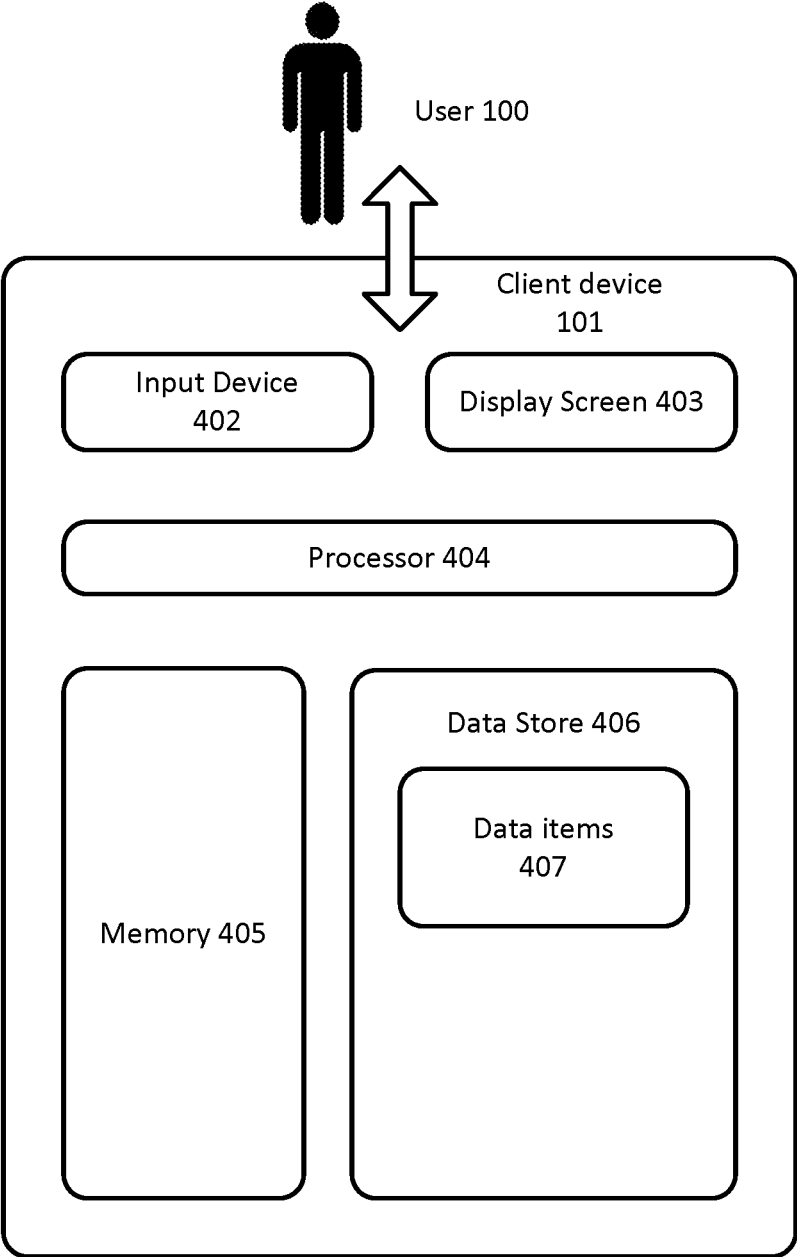 User 100
Client device
101
Input Device
402
Display Screen 403
Processor 404
Data Store 406
Data items
407
Memory 405